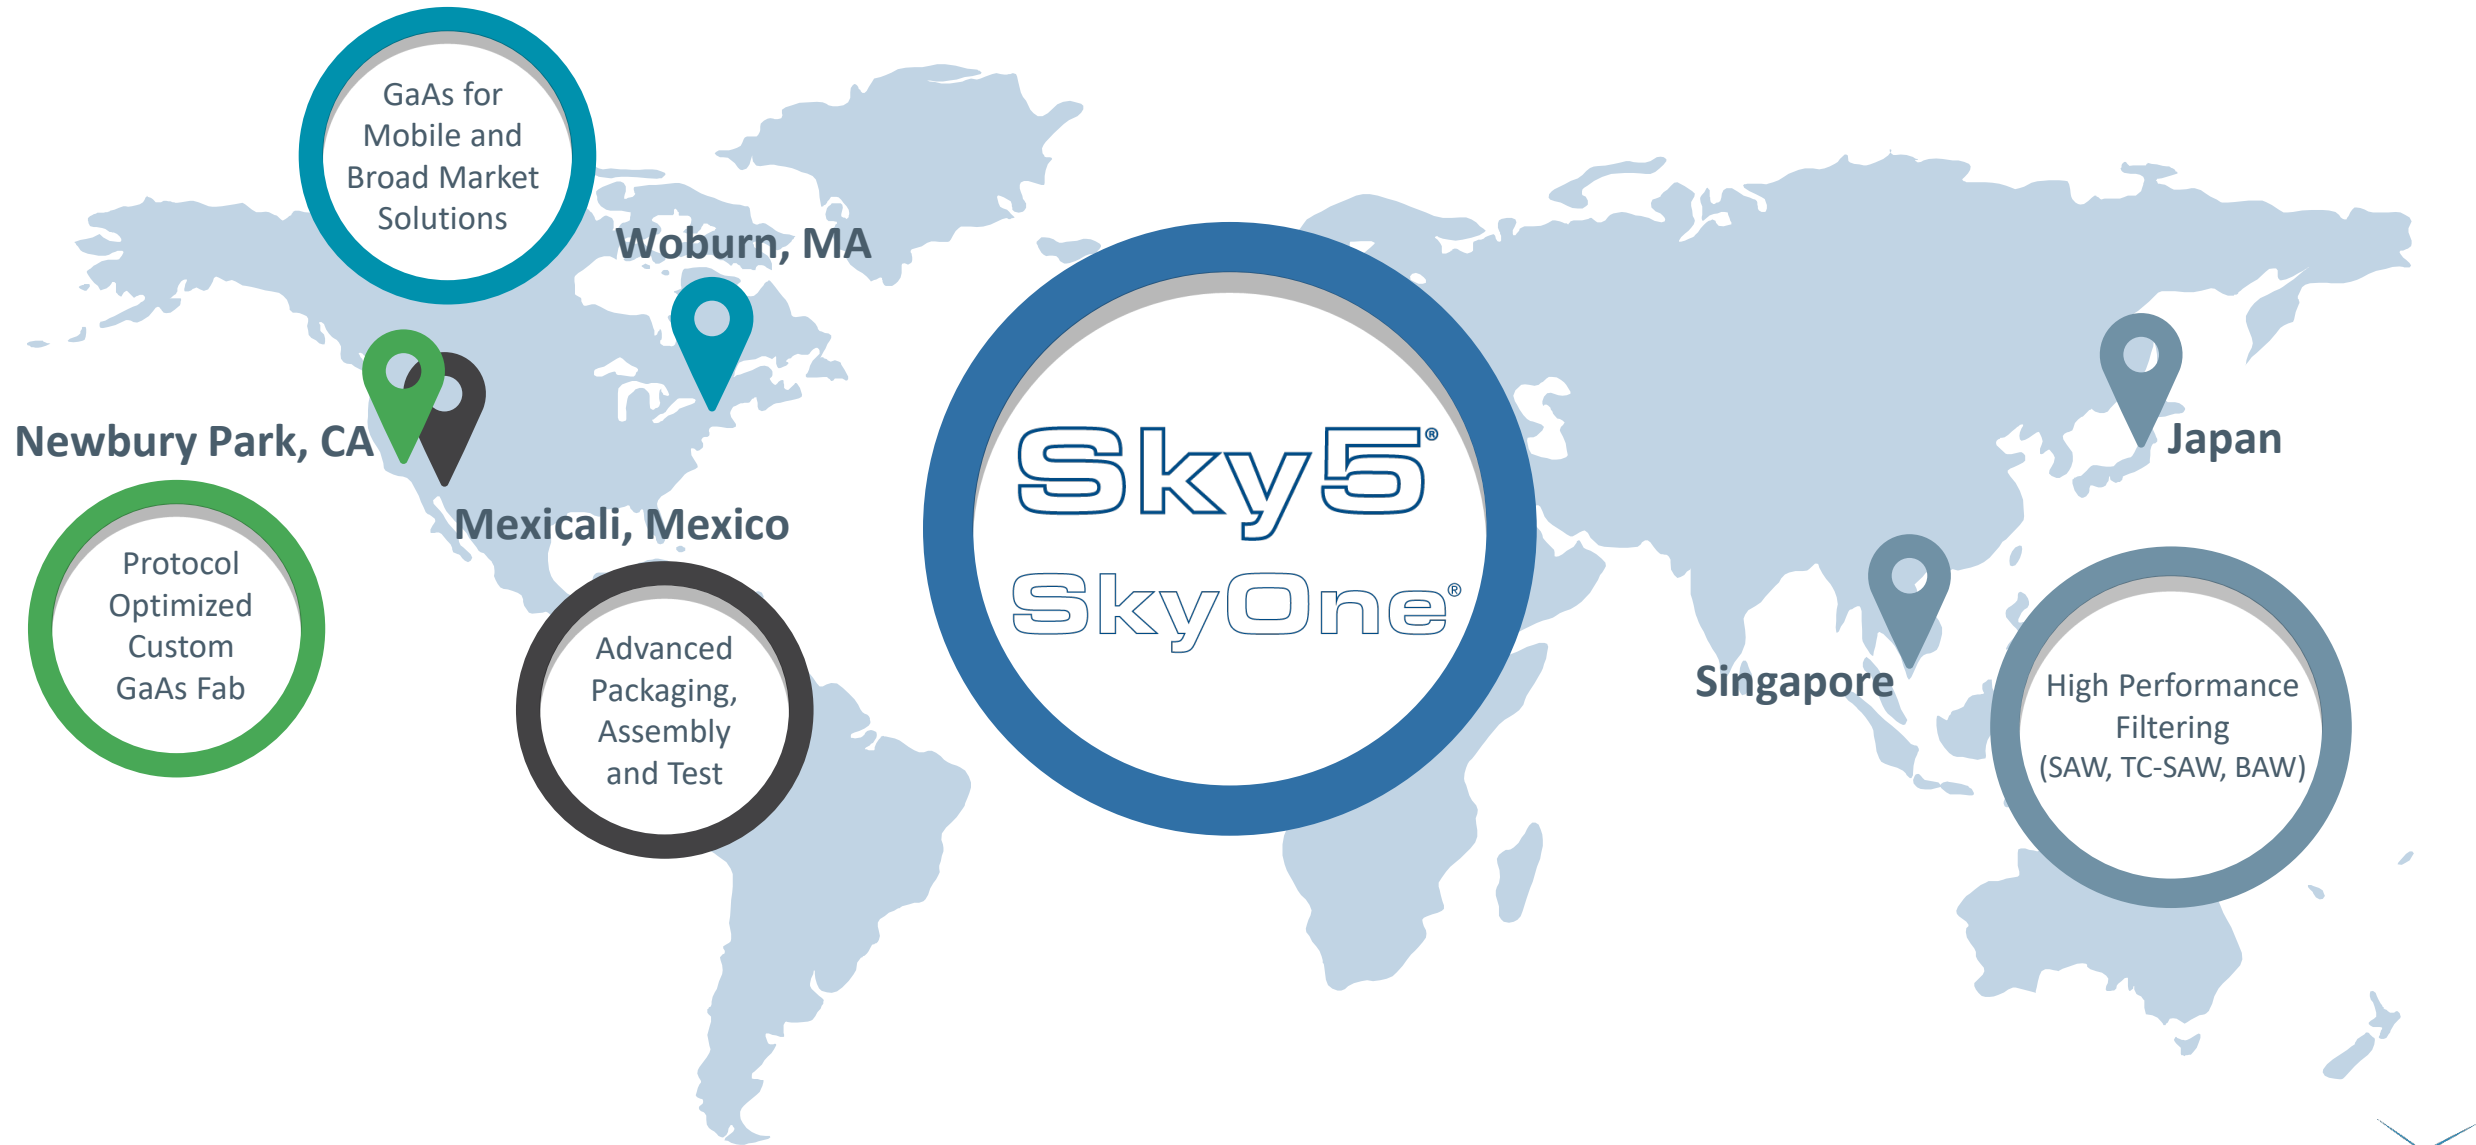 GaAs for
Mobile and
Broad Market
Solutions
Woburn, MA
Newbury Park, CA
Protocol
Optimized
Custom
GaAs Fab
Mexicali, Mexico
Advanced
Packaging,
Assembly
and Test
Sky5®
SkyOne®
Japan
Singapore
High Performance
Filtering
(SAW, TC-SAW, BAW)